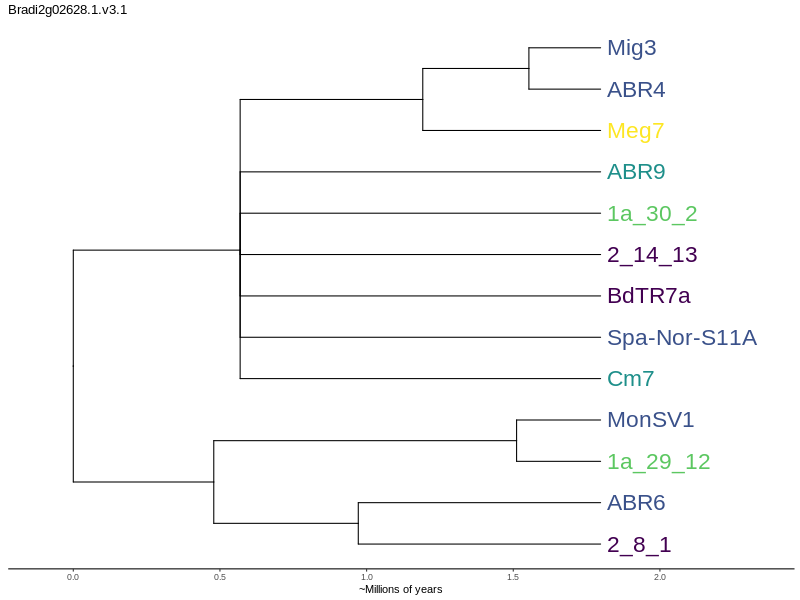 Bradi2g02628.1.v3.1
Mig3
ABR4
Meg7
ABR9
1a_30_2
2_14_13
BdTR7a
Spa-Nor-S11A
Cm7
MonSV1
1a_29_12
ABR6
2_8_1
0.0 0.5 1.0 1.5 2.0
~Millions of years